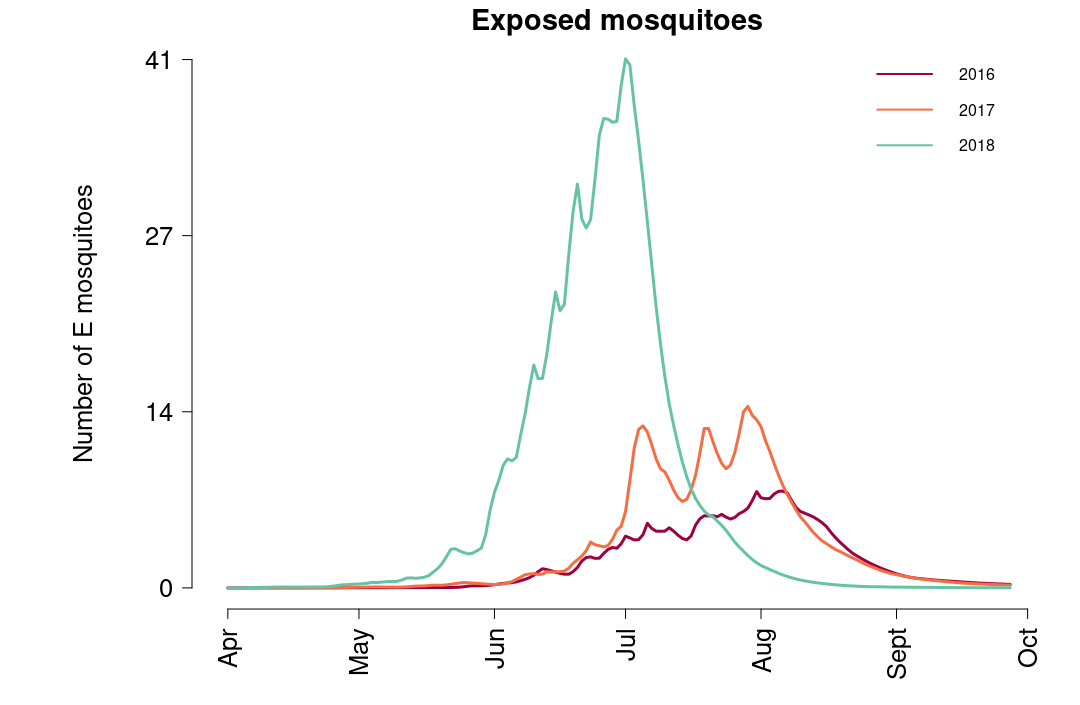 Exposed mosquitoes
Number of E mosquitoes
41
27
14
0
2016
2017
2018
Apr
May
Jun
Jul
Aug
Sept
Oct